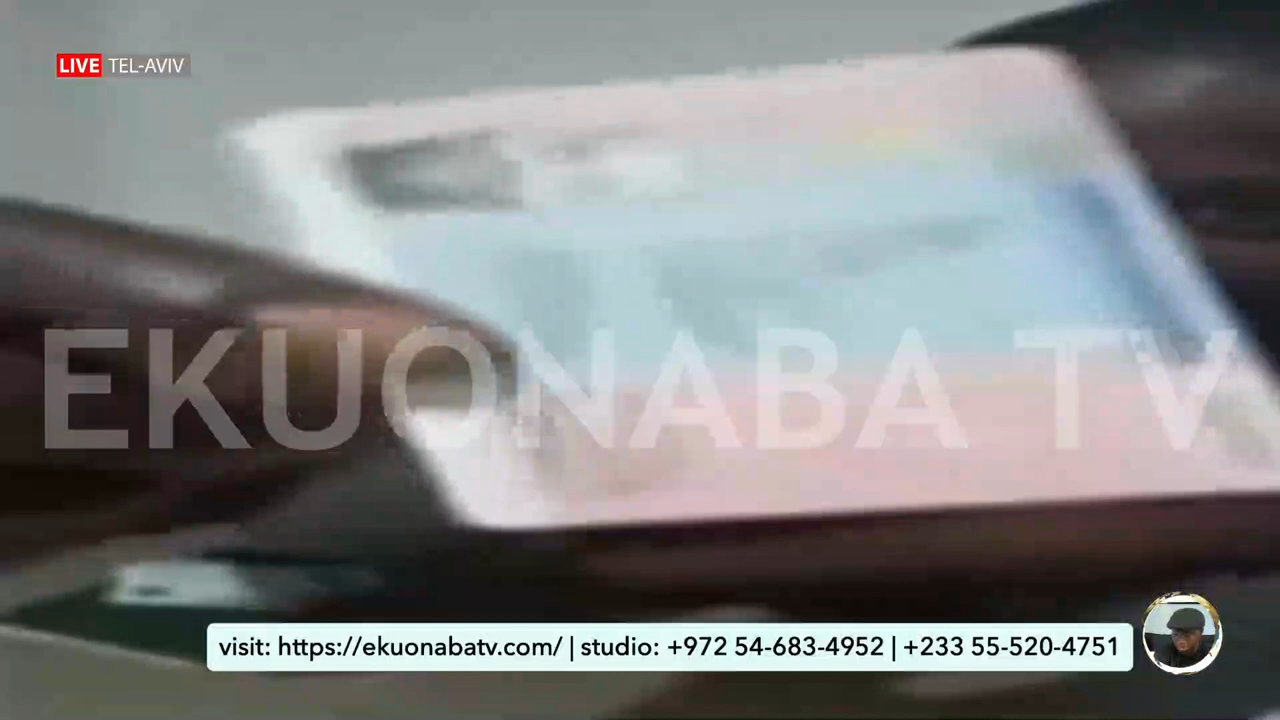 LIVE TEL-AVIV
EKUONABA TV
visit: https://ekuonabatv.com/ | studio: +972 54-683-4952 | +233 55-520-4751